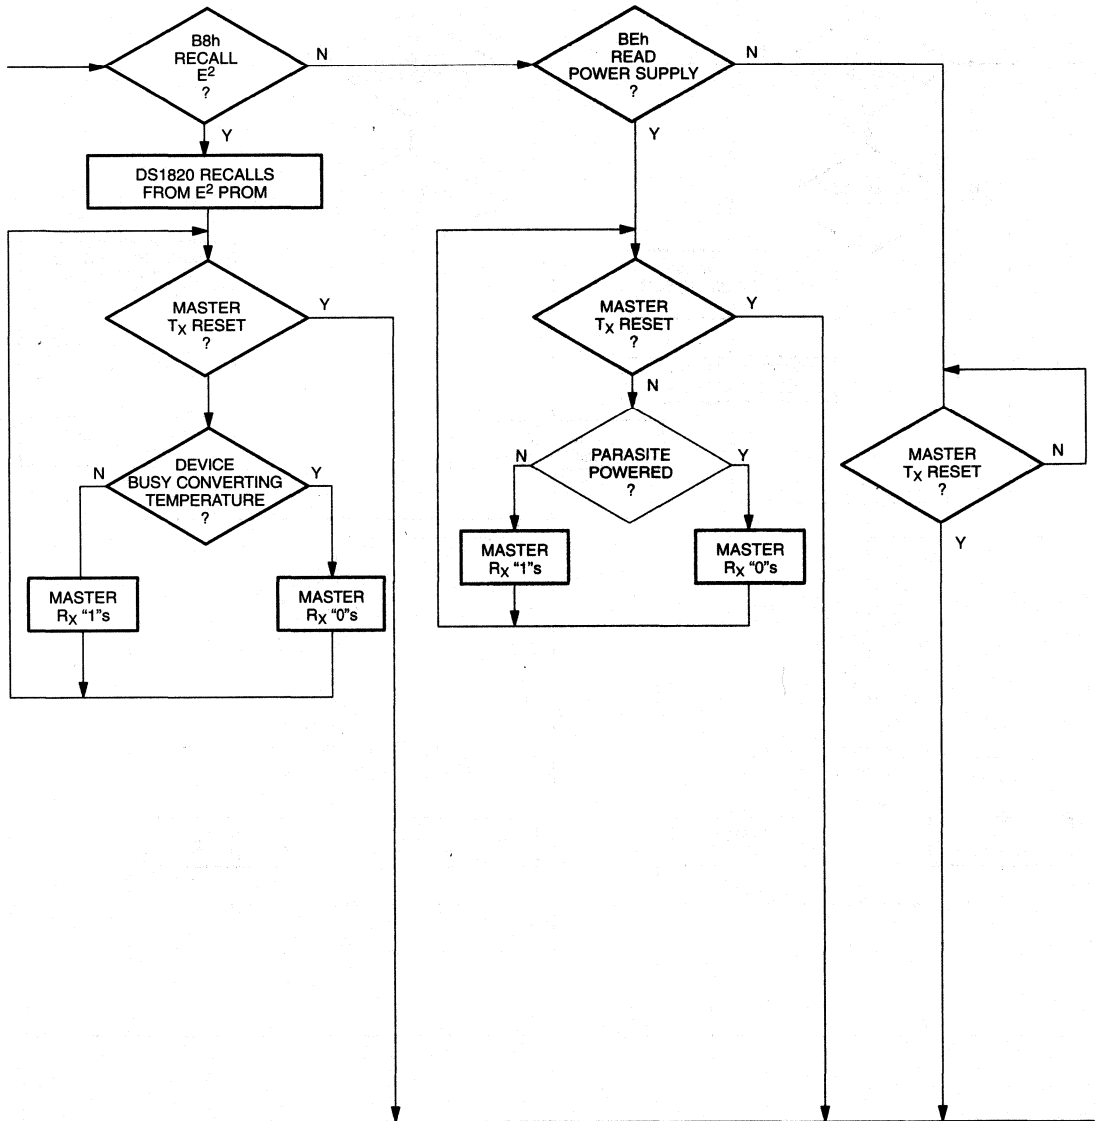 B8h
RECALL
E²
?
N
Y
DS1820 RECALLS
FROM E² PROM
MASTER
TX RESET
?
Y
DEVICE
BUSY CONVERTING
TEMPERATURE
?
N
Y
MASTER
RX "1"s
MASTER
RX "0"s
BEh
READ
POWER SUPPLY
?
N
Y
MASTER
TX RESET
?
Y
N
PARASITE
POWERED
?
N
Y
MASTER
RX "1"s
MASTER
RX "0"s
MASTER
TX RESET
?
N
Y